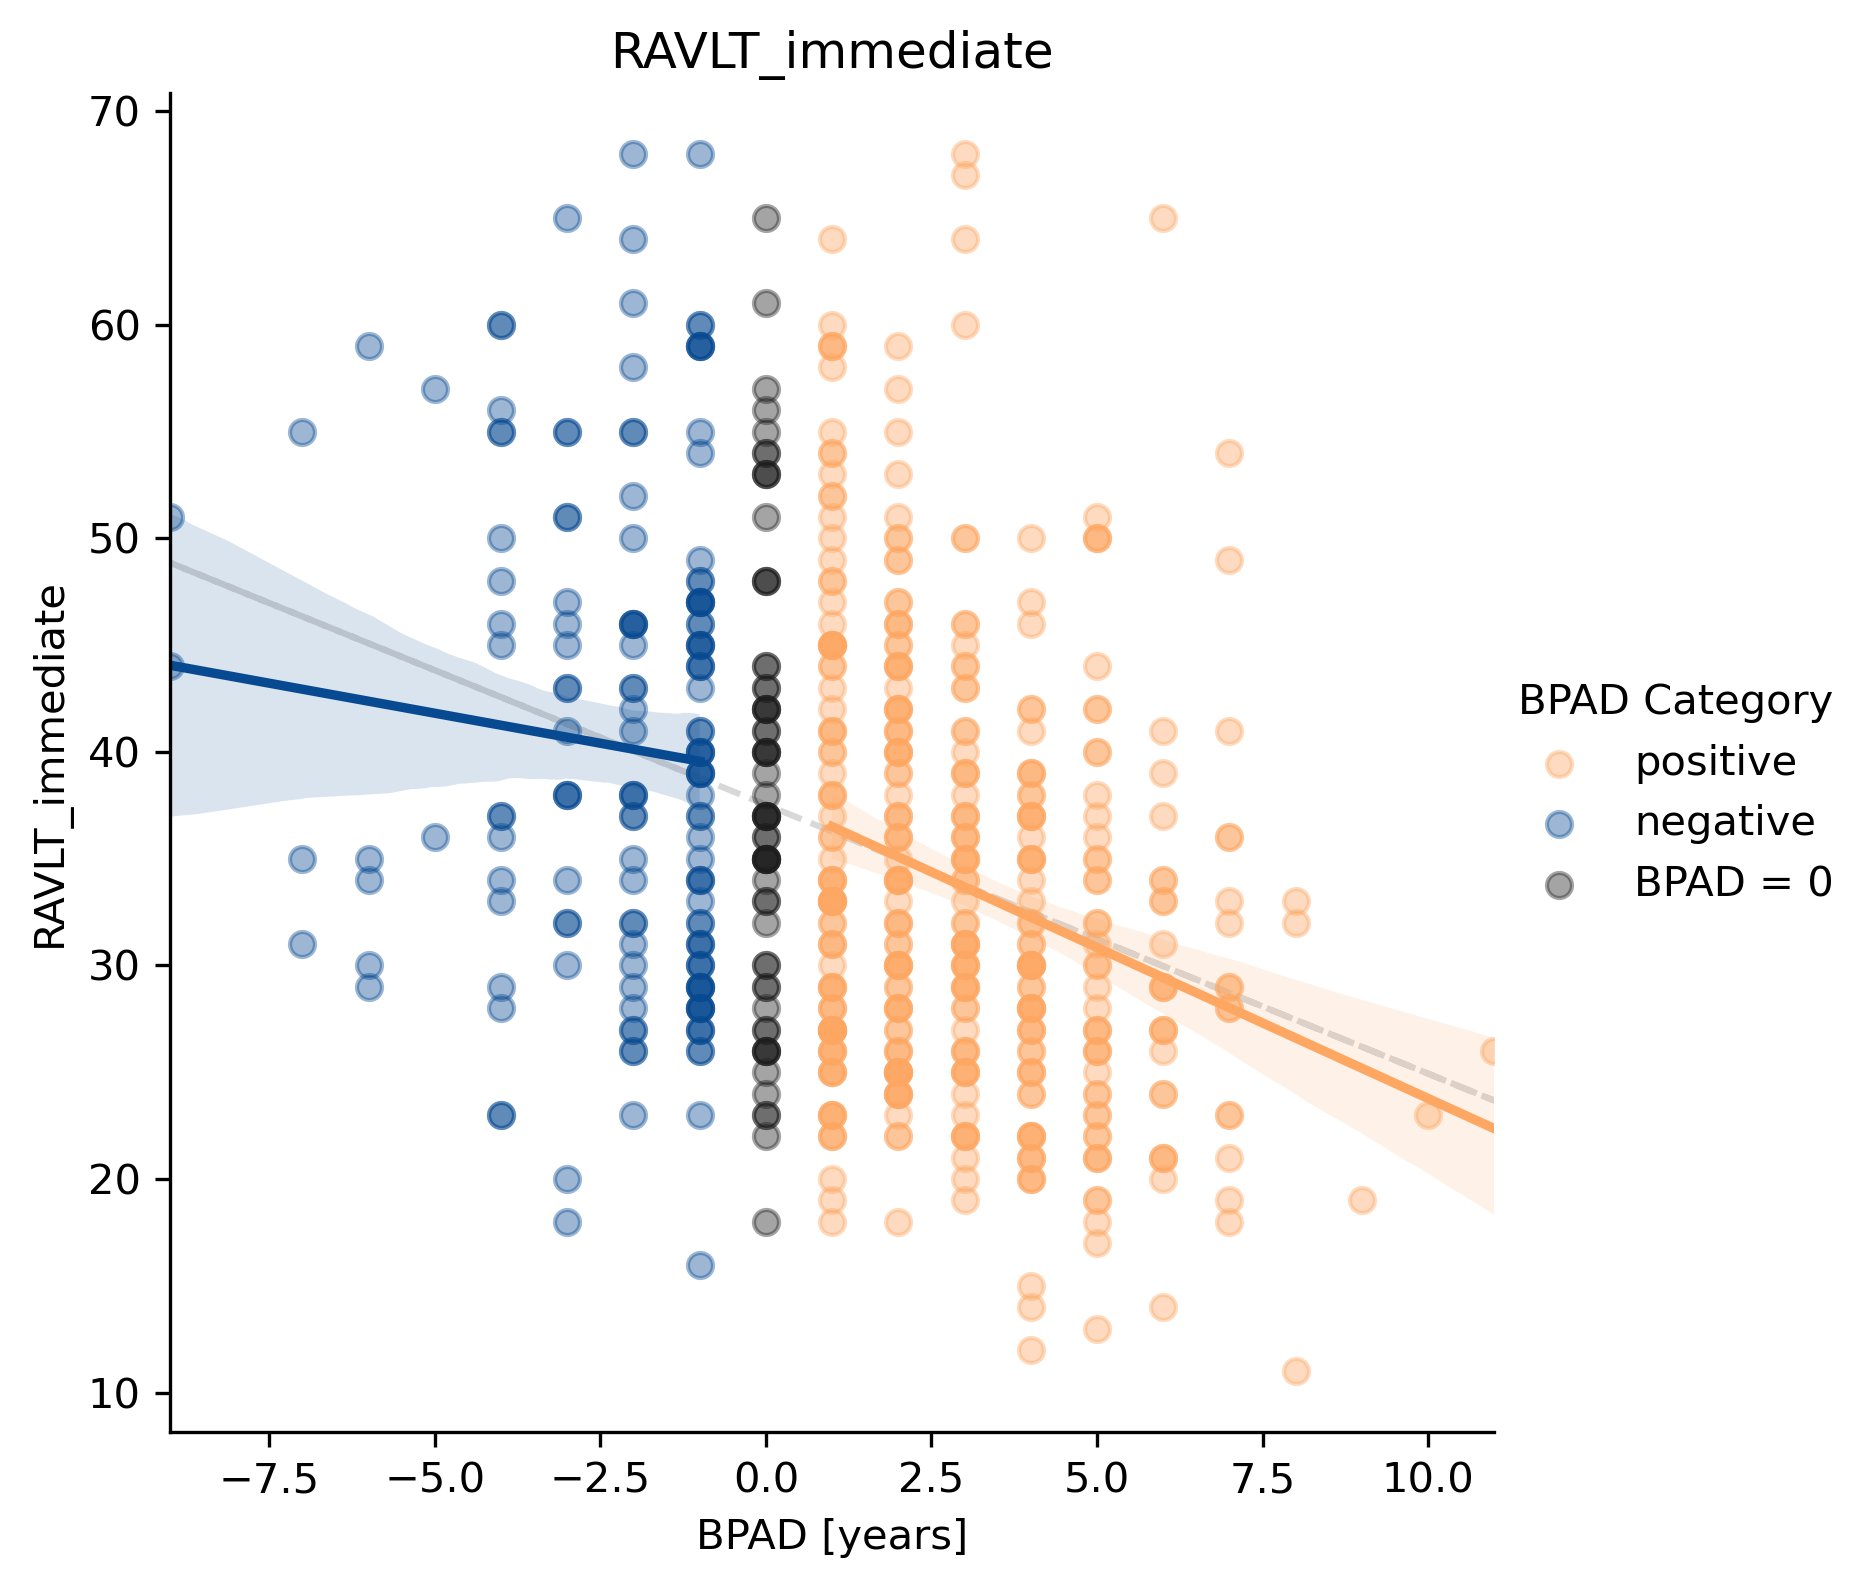 RAVLT_immediate
70
60
50
40
30
20
10
RAVLT_immediate
−7.5 −5.0 −2.5 0.0 2.5 5.0 7.5 10.0
BPAD [years]
BPAD Category
positive
negative
BPAD = 0